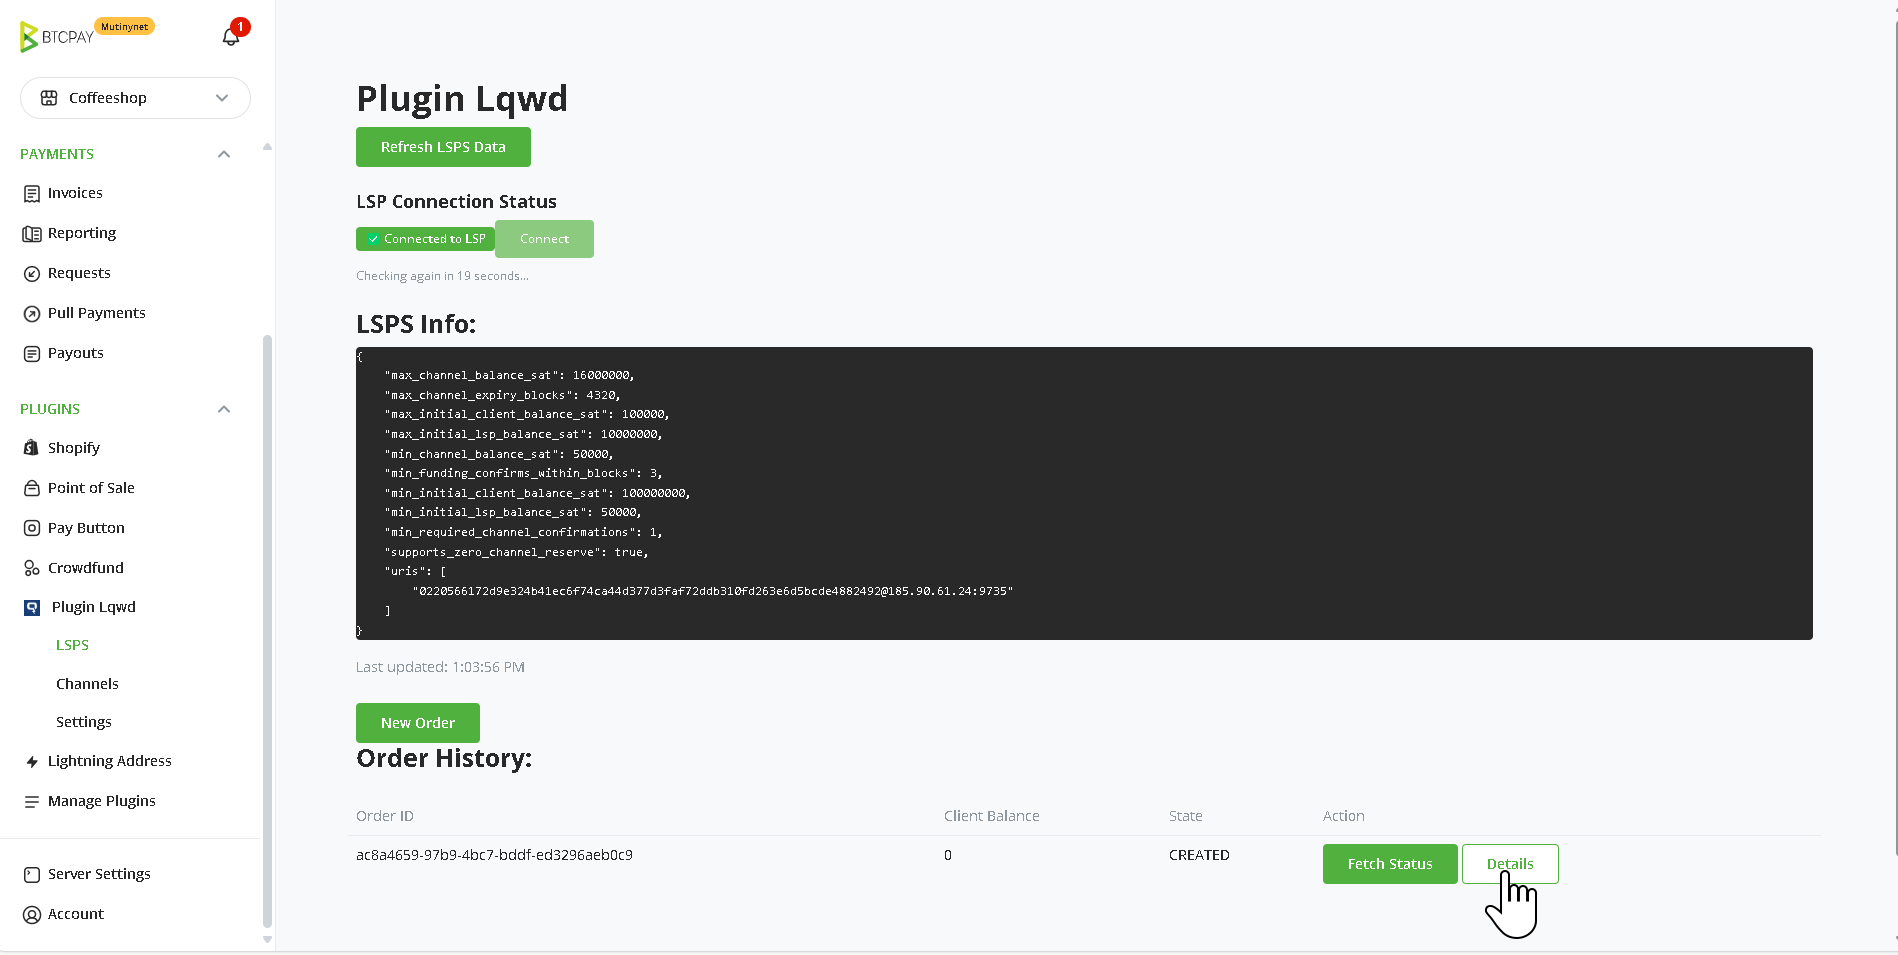 BTCPAY
Mutinynet
1
Coffeeshop
PAYMENTS
Invoices
Reporting
Requests
Pull Payments
Payouts
PLUGINS
Shopify
Point of Sale
Pay Button
Crowdfund
Plugin Lqwd
LSPS
Channels
Settings
Lightning Address
Manage Plugins
Server Settings
Account
Plugin Lqwd
Refresh LSPS Data
LSP Connection Status
Connected to LSP
Connect
Checking again in 19 seconds...
LSPS Info:
{
"max_channel_balance_sat": 16000000,
"max_channel_expiry_blocks": 4320,
"max_initial_client_balance_sat": 100000,
"max_initial_lsp_balance_sat": 10000000,
"min_channel_balance_sat": 50000,
"min_funding_confirms_within_blocks": 3,
"min_initial_client_balance_sat": 100000000,
"min_initial_lsp_balance_sat": 50000,
"min_required_channel_confirmations": 1,
"supports_zero_channel_reserve": true,
"uris": [
"0220566172d9e324b41ec6f74ca44d377d3faf72ddb310fd263e6d5bcde4882492@185.90.61.24:9735"
]
}
Last updated: 1:03:56 PM
New Order
Order History:
Order ID Client Balance State Action
ac8a4659-97b9-4bc7-bddf-ed3296aeb0c9 0 CREATED Fetch Status Details